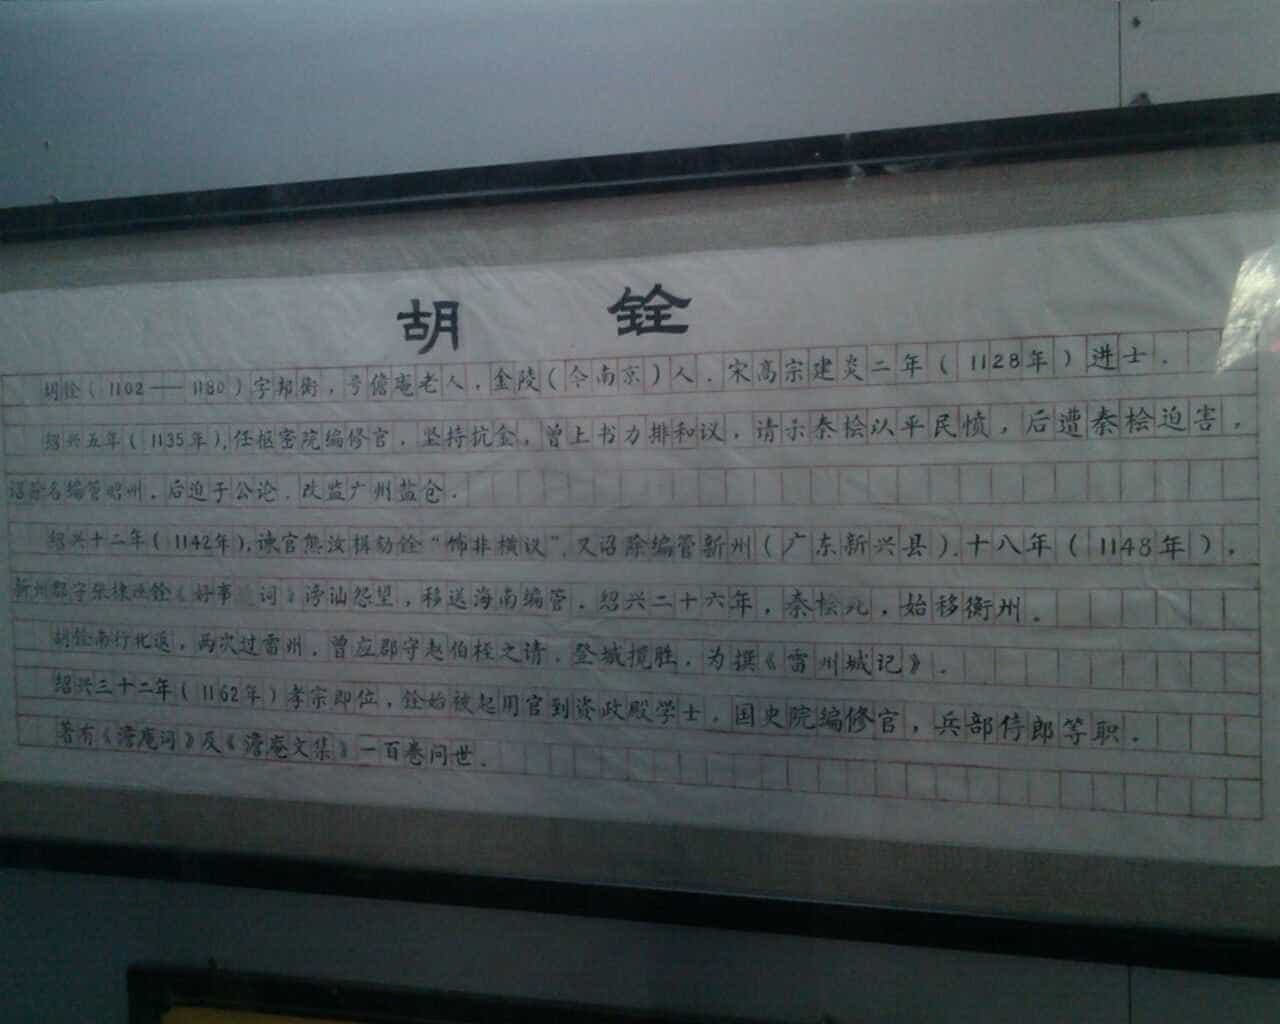 胡 铨
胡铨(1102——1180)字邦衡,号儋庵老人,金陵(今南京)人.宋高宗建炎二年(1128年)进士.
绍兴五年(1135年),任枢密院编修官,坚持抗金,曾上书力排和议,请示秦桧以平民愤,后遭秦桧迫害,
诏除名编管昭州,后迫于公论.改监广州盐仓.
绍兴十二年(1142年),谏官熊汝楫劾铨"饰非横议",又诏除编管新州(广东新兴县).十八年(1148年),
新州郡守张棣 铨《好事 词》谤讪怨望,移送海南编管.绍兴二十六年,秦桧死,始移衡州.
胡铨南行北返,两次过雷州.曾应郡守赵伯柽之请.登城揽胜,为撰《雷州城记》.
绍兴三十二年(1162年)孝宗即位,铨始被起用官到资政殿学士,国史院编修官,兵部侍郎等职.
著有《澹庵词》及《澹庵文集》一百卷问世.